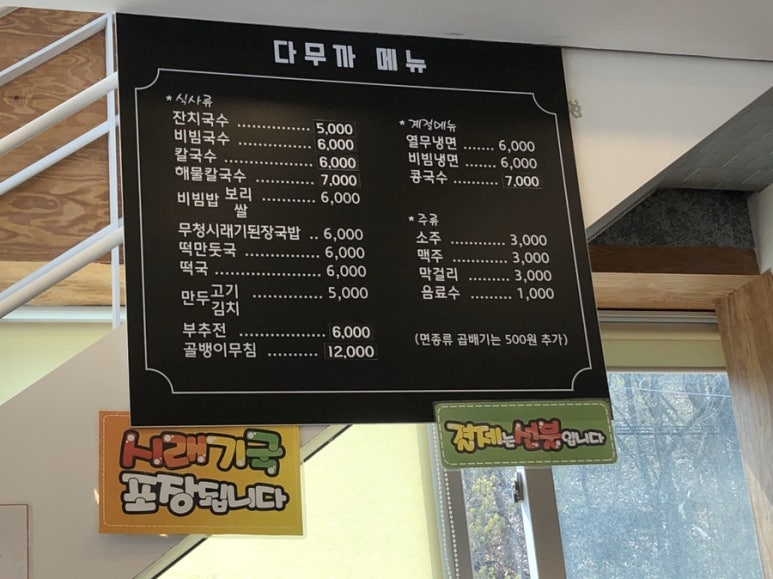 다무까 메뉴
*식사류
잔치국수 ............... 5,000
비빔국수 ............... 6,000
칼국수 ................. 6,000
해물칼국수 ............ 7,000
비빔밥 보리 쌀 ............ 6,000
무청시래기된장국밥 .. 6,000
떡만둣국 ............... 6,000
떡국 ..................... 6,000
만두 고기 김치 ............... 5,000
부추전 .................. 6,000
골뱅이무침 .......... 12,000
*계절메뉴
열무냉면 ....... 6,000
비빔냉면 ....... 6,000
콩국수 .......... 7,000
*주류
소주 ............ 3,000
맥주 ............ 3,000
막걸리 ......... 3,000
음료수 ......... 1,000
(면종류 곱배기는 500원 추가)
시래기국
포장됩니다
결제는선불입니다